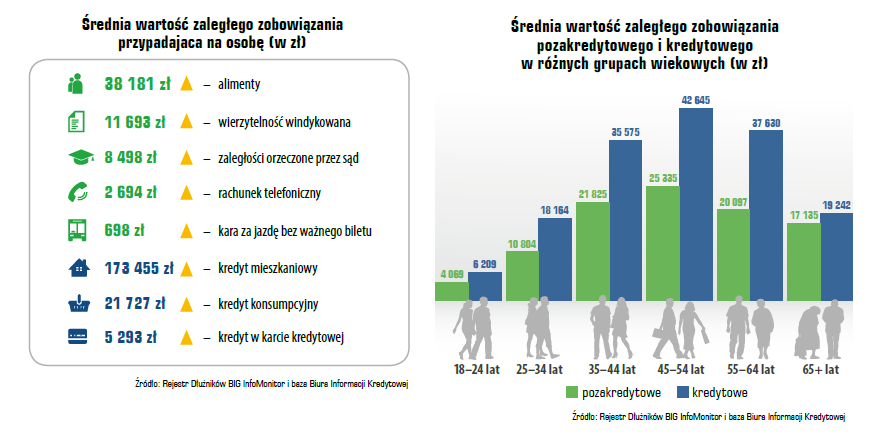 Średnia wartość zaległego zobowiązania
przypadająca na osobę (w zł)
38 181 zł – alimenty
11 693 zł – wierzytelność windykowana
8 498 zł – zaległości orzeczone przez sąd
2 694 zł – rachunek telefoniczny
698 zł – kara za jazdę bez ważnego biletu
173 455 zł – kredyt mieszkaniowy
21 727 zł – kredyt konsumpcyjny
5 293 zł – kredyt w karcie kredytowej
Źródło: Rejestr Dłużników BIG InfoMonitor i baza Biura Informacji Kredytowej
Średnia wartość zaległego zobowiązania
pozakredytowego i kredytowego
w różnych grupach wiekowych (w zł)
4 069 6 209
10 804 18 164
21 825 35 575
25 335 42 645
20 097 37 630
17 135 19 242
18–24 lat 25–34 lat 35–44 lat 45–54 lat 55–64 lat 65+ lat
pozakredytowe kredytowe
Źródło: Rejestr Dłużników BIG InfoMonitor i baza Biura Informacji Kredytowej